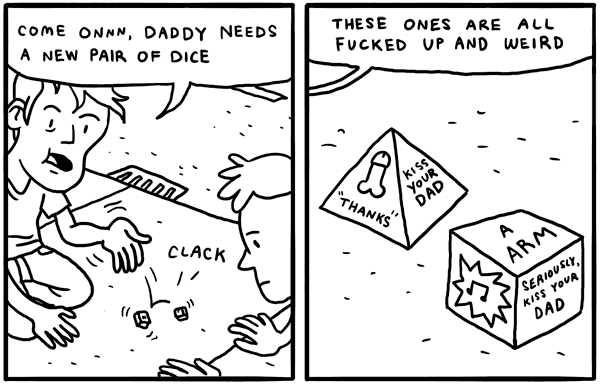 COME ONNN, DADDY NEEDS
A NEW PAIR OF DICE
CLACK
THESE ONES ARE ALL
FUCKED UP AND WEIRD
"THANKS"
KISS
YOUR
DAD
A
ARM
SERIOUSLY,
KISS YOUR
DAD